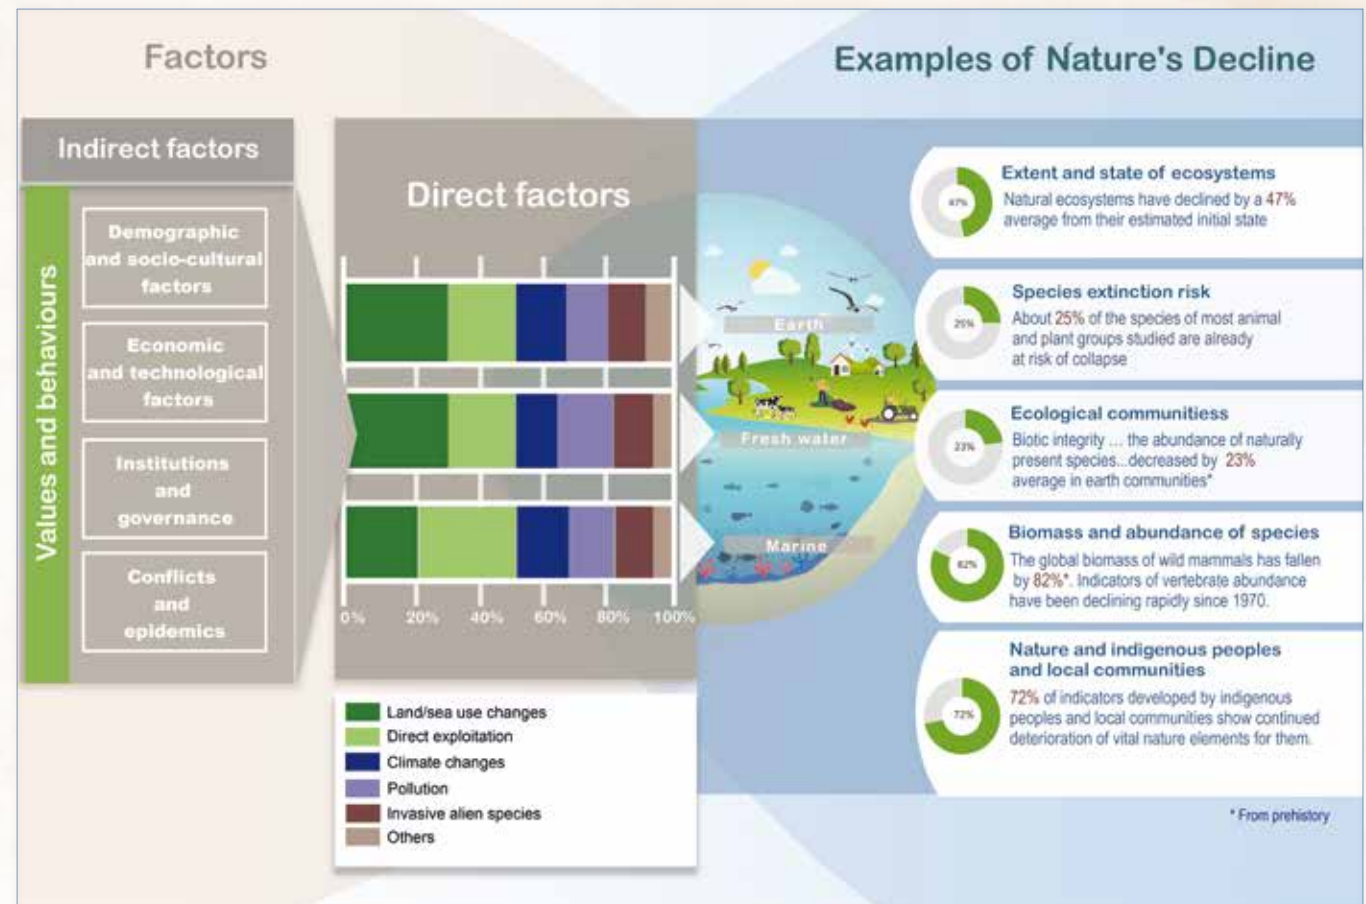 Factors
Examples of Nature's Decline
Indirect factors
Values and behaviours
Demographic
and socio-cultural
factors
Economic
and technological
factors
Institutions
and
governance
Conflicts
and
epidemics
Direct factors
0% 20% 40% 60% 80% 100%
Land/sea use changes
Direct exploitation
Climate changes
Pollution
Invasive alien species
Others
Earth
Fresh water
Marine
47%
Extent and state of ecosystems
Natural ecosystems have declined by a 47%
average from their estimated initial state
25%
Species extinction risk
About 25% of the species of most animal
and plant groups studied are already
at risk of collapse
23%
Ecological communitiess
Biotic integrity ... the abundance of naturally
present species...decreased by 23%
average in earth communities*
82%
Biomass and abundance of species
The global biomass of wild mammals has fallen
by 82%*. Indicators of vertebrate abundance
have been declining rapidly since 1970.
72%
Nature and indigenous peoples
and local communities
72% of indicators developed by indigenous
peoples and local communities show continued
deterioration of vital nature elements for them.
* From prehistory